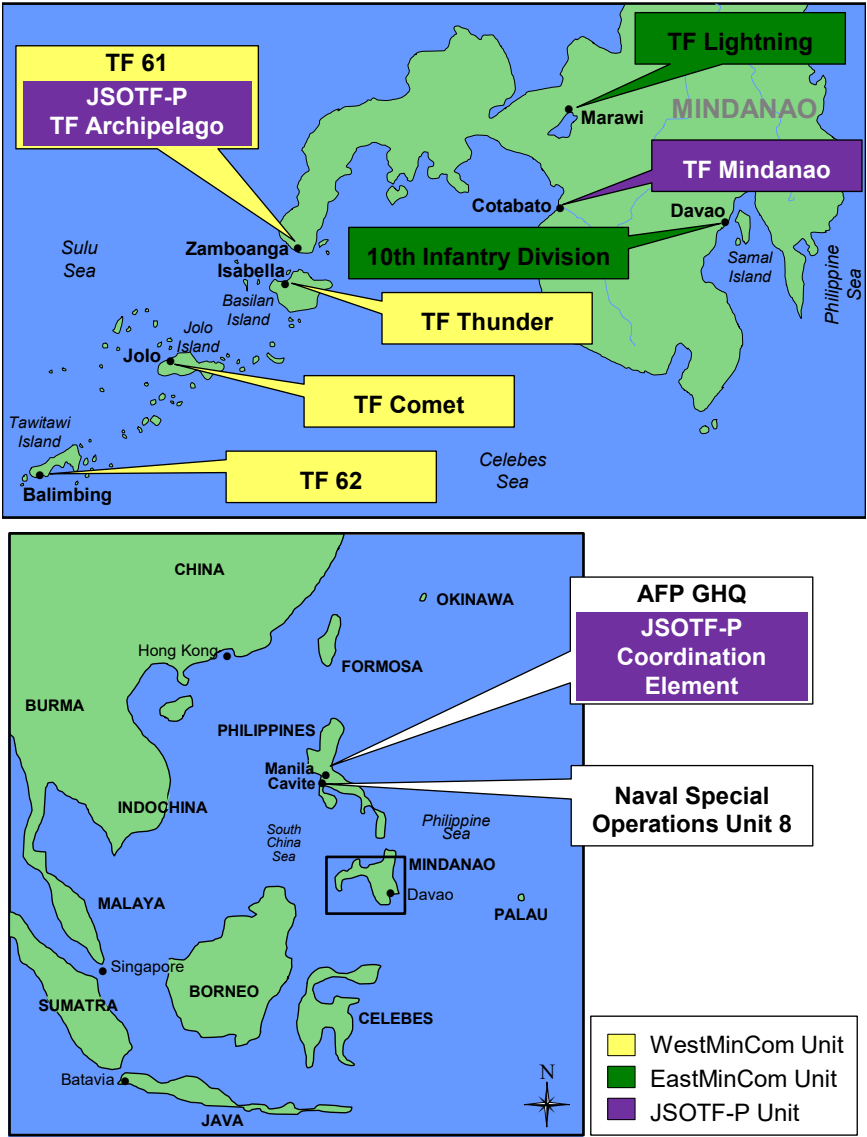 TF 61
JSOTF-P
TF Archipelago
TF Lightning
Marawi
MINDANAO
TF Mindanao
Cotabato
Davao
Sulu
Sea
Zamboanga
Isabella
10th Infantry Division
Samal
Island
Philippine
Sea
Basilan
Island
TF Thunder
Jolo
Island
Jolo
TF Comet
Tawitawi
Island
Celebes
Sea
TF 62
Balimbing
CHINA
OKINAWA
AFP GHQ
JSOTF-P
Coordination
Element
Hong Kong
FORMOSA
BURMA
PHILIPPINES
Manila
Cavite
INDOCHINA
Naval Special
Operations Unit 8
South
China
Sea
Philippine
Sea
MINDANAO
Davao
MALAYA
PALAU
Singapore
SUMATRA
BORNEO
CELEBES
Batavia
JAVA
N
WestMinCom Unit
EastMinCom Unit
JSOTF-P Unit